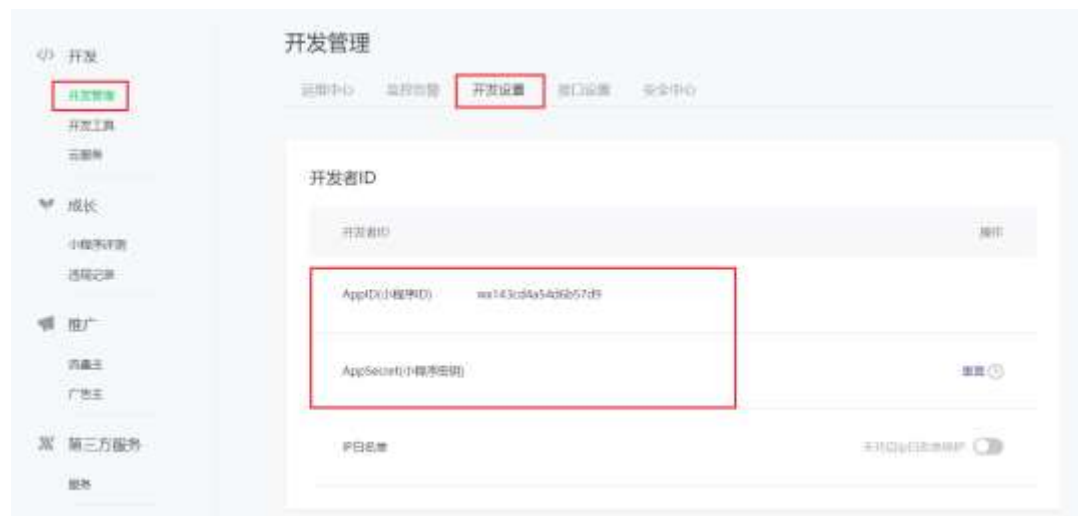 开发
开发管理
开发工具
云服务
成长
小程序评测
违规记录
推广
流量主
广告主
第三方服务
服务
开发管理
运维中心 监控告警 开发设置 接口设置 安全中心
开发者ID
开发者ID 操作
AppID(小程序ID) wx143cd4a54d6b57d9
AppSecret(小程序密钥) 重置
IP白名单